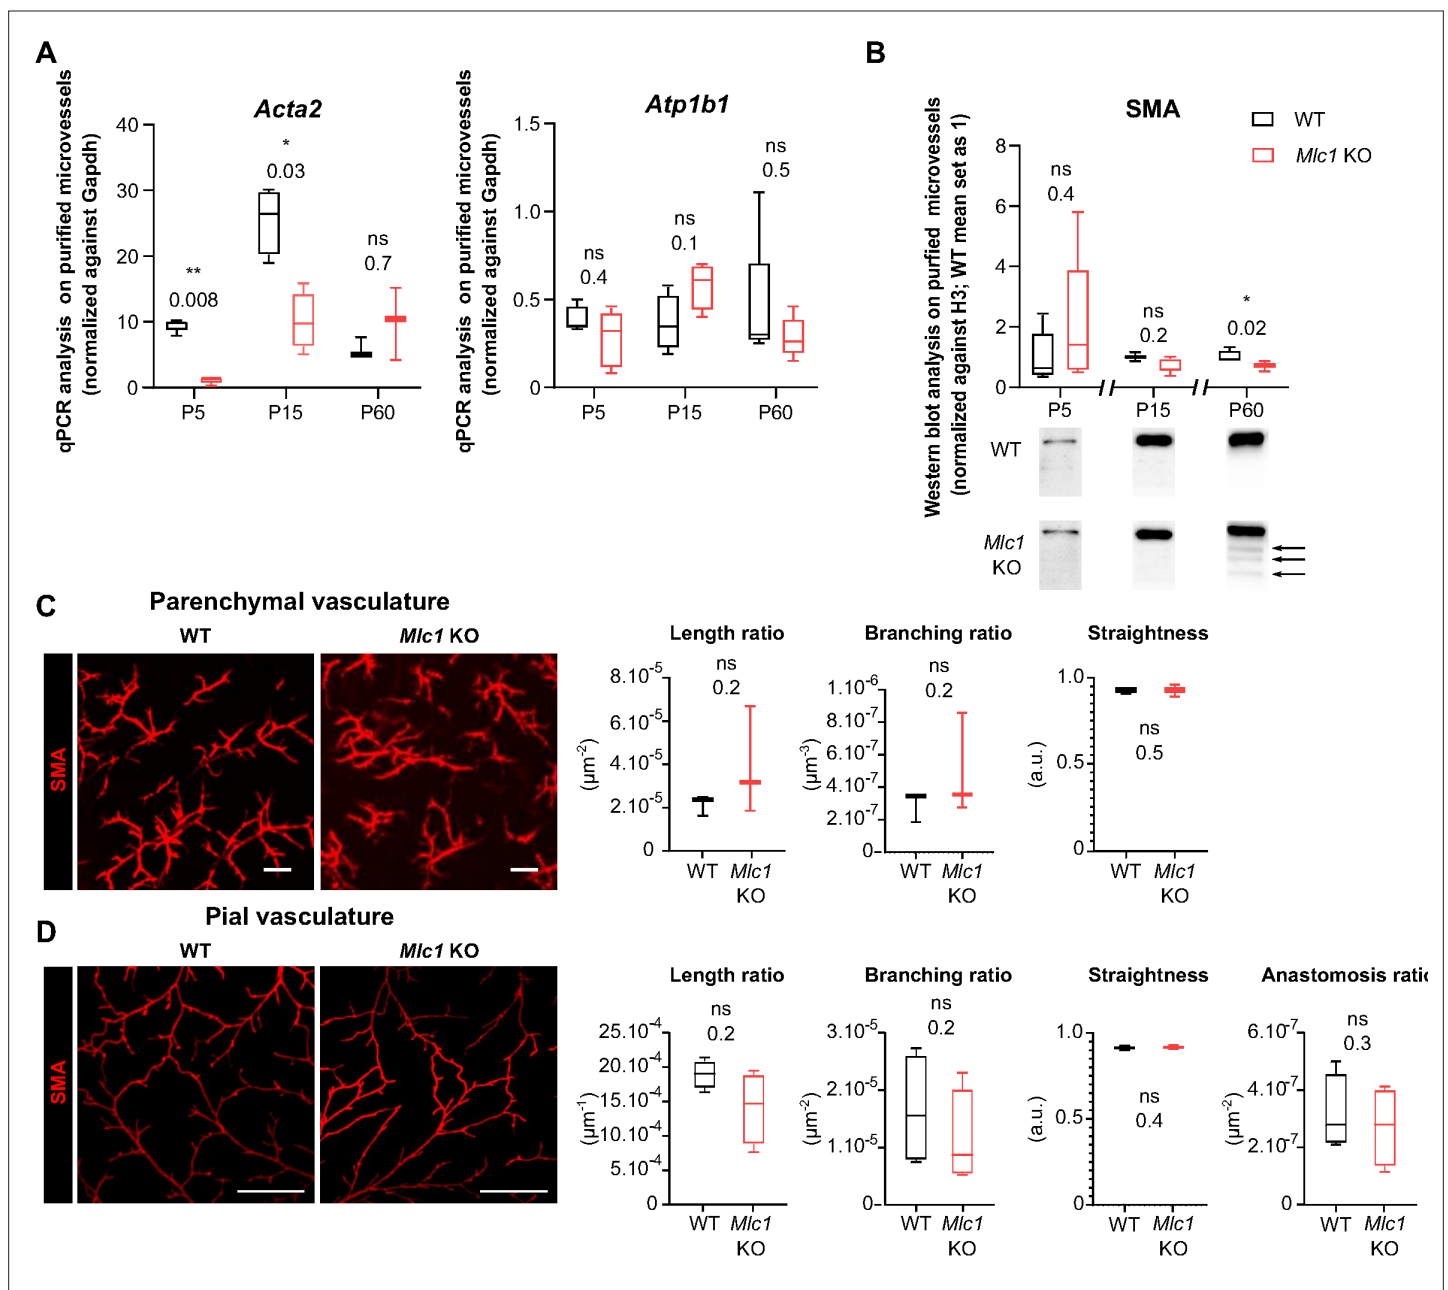 A
qPCR analysis on purified microvessels
(normalized against Gapdh)
Acta2
40
30
20
10
0
**
0.008
*
0.03
ns
0.7
P5
P15
P60
qPCR analysis on purified microvessels
(normalized against Gapdh)
Atp1b1
1.5
1.0
0.5
0
ns
0.4
ns
0.1
ns
0.5
P5
P15
P60
B
Western blot analysis on purfied microvessels
(normalized against H3; WT mean set as 1)
SMA
WT
Mlc1 KO
8
6
4
2
0
ns
0.4
ns
0.2
*
0.02
P5
P15
P60
WT
Mlc1
KO
C
Parenchymal vasculature
WT
Mlc1 KO
SMA
Length ratio
ns
0.2
8.10⁻⁵
6.10⁻⁵
4.10⁻⁵
2.10⁻⁵
0
(µm⁻²)
WT
Mlc1
KO
Branching ratio
ns
0.2
1.10⁻⁶
8.10⁻⁷
6.10⁻⁷
4.10⁻⁷
2.10⁻⁷
0
(µm⁻³)
WT
Mlc1
KO
Straightness
1.0
0.5
0
(a.u.)
ns
0.5
WT
Mlc1
KO
D
Pial vasculature
WT
Mlc1 KO
SMA
Length ratio
ns
0.2
25.10⁻⁴
20.10⁻⁴
15.10⁻⁴
10.10⁻⁴
5.10⁻⁴
0
(µm⁻¹)
WT
Mlc1
KO
Branching ratio
ns
0.2
3.10⁻⁵
2.10⁻⁵
1.10⁻⁵
0
(µm⁻²)
WT
Mlc1
KO
Straightness
1.0
0.5
0
(a.u.)
ns
0.4
WT
Mlc1
KO
Anastomosis ratio
ns
0.3
6.10⁻⁷
4.10⁻⁷
2.10⁻⁷
0
(µm⁻²)
WT
Mlc1
KO